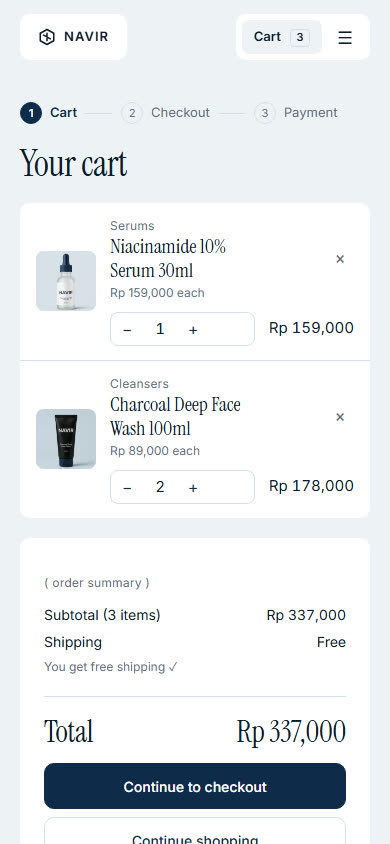 NAVIR
Cart 3
1 Cart 2 Checkout 3 Payment
Your cart
Serums
Niacinamide 10%
Serum 30ml
Rp 159,000 each
− 1 +
Rp 159,000
×
NAVIR
Cleansers
Charcoal Deep Face
Wash 100ml
Rp 89,000 each
− 2 +
Rp 178,000
×
NAVIR
( order summary )
Subtotal (3 items) Rp 337,000
Shipping Free
You get free shipping ✓
Total Rp 337,000
Continue to checkout
Continue shopping